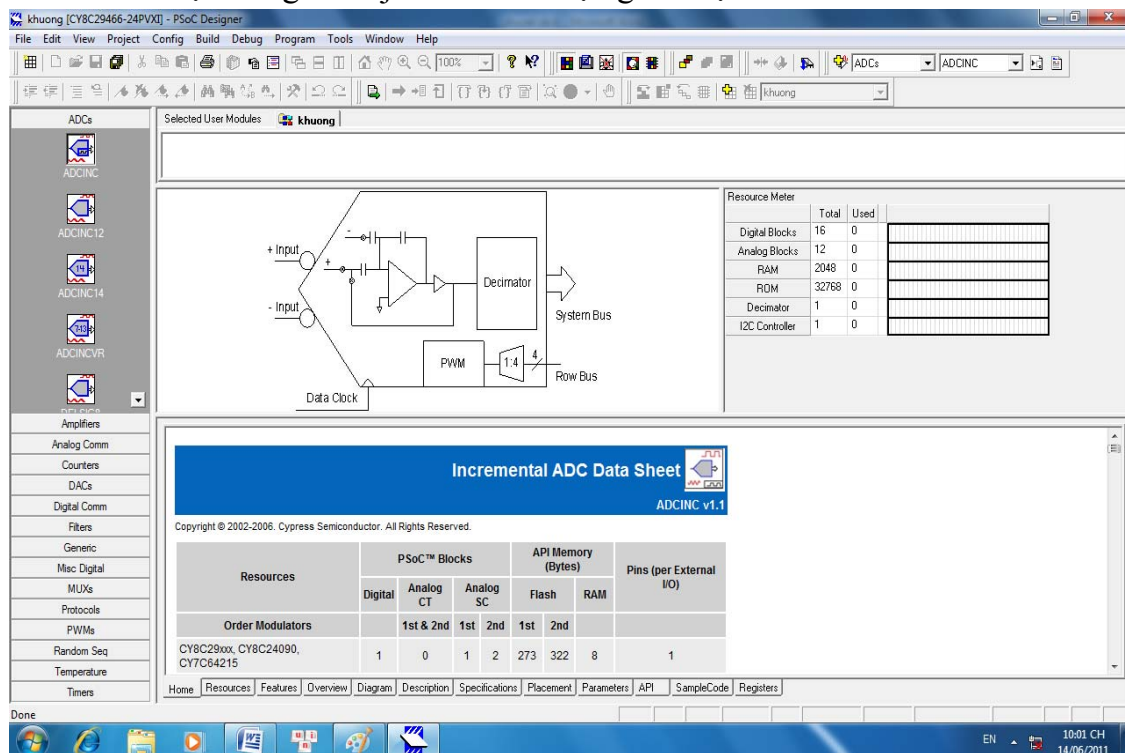 khuong [CY8C29466-24PVXI] - PSoC Designer
File Edit View Project Config Build Debug Program Tools Window Help
100%
ADCs
ADCINC
khuong
ADCs
ADCINC
ADCINC12
14
ADCINC14
7-13
ADCINCVR
Amplifiers
Analog Comm
Counters
DACs
Digital Comm
Filters
Generic
Misc Digital
MUXs
Protocols
PWMs
Random Seq
Temperature
Timers
Selected User Modules khuong
+ Input
- Input
-
+
Decimator
System Bus
PWM
1:4
4
Row Bus
Data Clock
Resource Meter
Total Used
Digital Blocks 16 0
Analog Blocks 12 0
RAM 2048 0
ROM 32768 0
Decimator 1 0
I2C Controller 1 0
Incremental ADC Data Sheet
ADCINC v1.1
Copyright © 2002-2006. Cypress Semiconductor. All Rights Reserved.
Resources
PSoC™ Blocks
API Memory (Bytes)
Pins (per External I/O)
Digital Analog CT Analog SC Flash RAM
Order Modulators 1st & 2nd 1st 2nd 1st 2nd
CY8C29xxx, CY8C24090, CY7C64215 1 0 1 2 273 322 8 1
Home Resources Features Overview Diagram Description Specifications Placement Parameters API SampleCode Registers
Done
EN
10:01 CH
14/06/2011